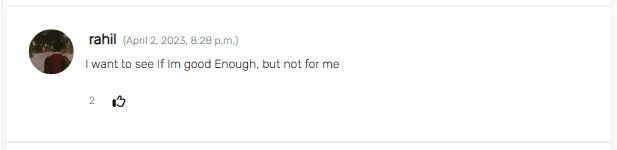 rahil (April 2, 2023, 8:28 p.m.)
I want to see If Im good Enough, but not for me
2